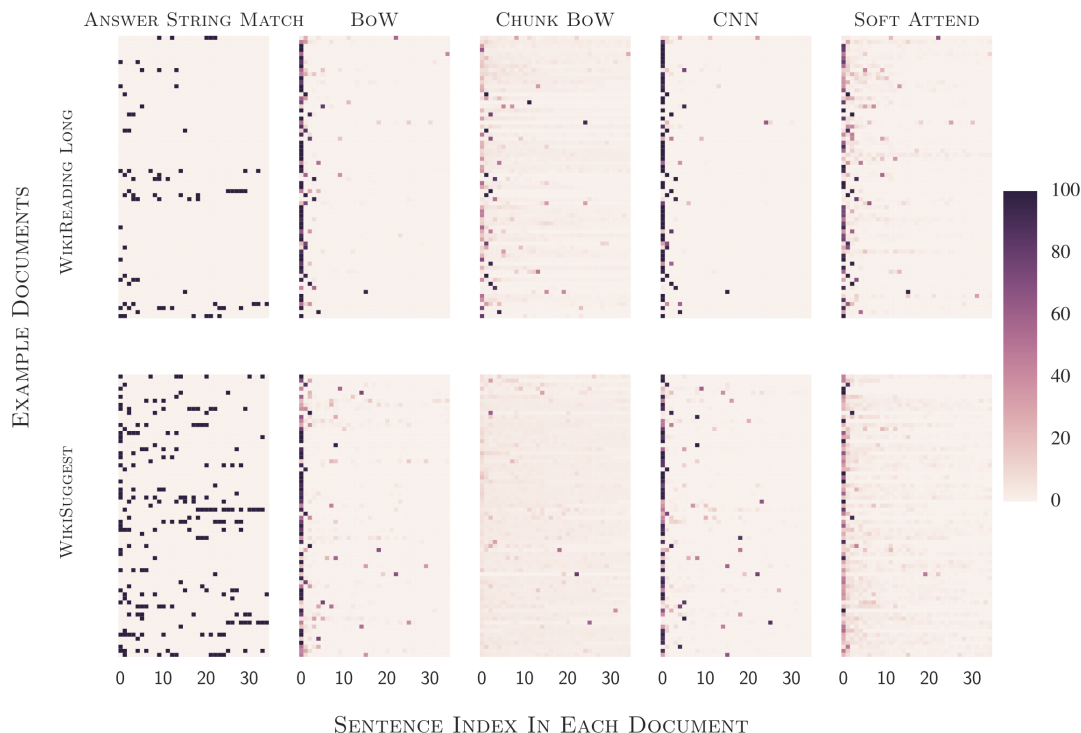 Answer String Match BoW Chunk BoW CNN Soft Attend
Example Documents
WikiReading Long
WikiSuggest
100
80
60
40
20
0
0 10 20 30 0 10 20 30 0 10 20 30 0 10 20 30 0 10 20 30
Sentence Index In Each Document